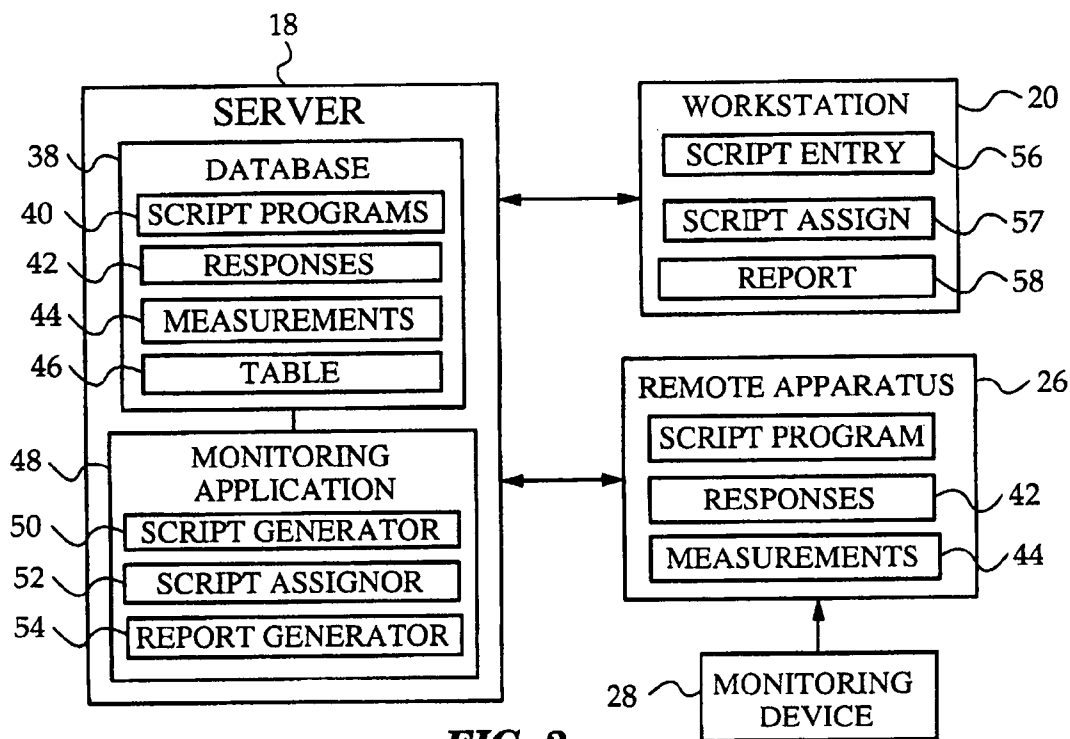 18
SERVER
38
DATABASE
40
SCRIPT PROGRAMS
42
RESPONSES
44
MEASUREMENTS
46
TABLE
48
MONITORING
APPLICATION
50
SCRIPT GENERATOR
52
SCRIPT ASSIGNOR
54
REPORT GENERATOR
WORKSTATION
20
SCRIPT ENTRY
56
SCRIPT ASSIGN
57
REPORT
58
REMOTE APPARATUS
26
SCRIPT PROGRAM
RESPONSES
42
MEASUREMENTS
44
28
MONITORING
DEVICE